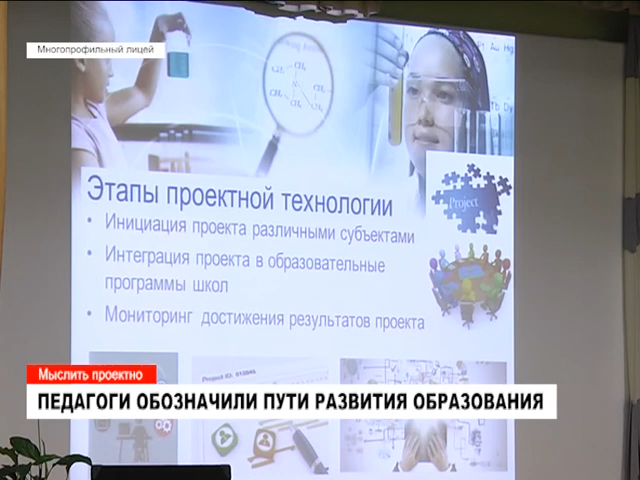 Многопрофильный лицей
Этапы проектной технологии
• Инициация проекта различными субъектами
• Интеграция проекта в образовательные
программы школ
• Мониторинг достижения результатов проекта
Project
Мыслить проектно
ПЕДАГОГИ ОБОЗНАЧИЛИ ПУТИ РАЗВИТИЯ ОБРАЗОВАНИЯ